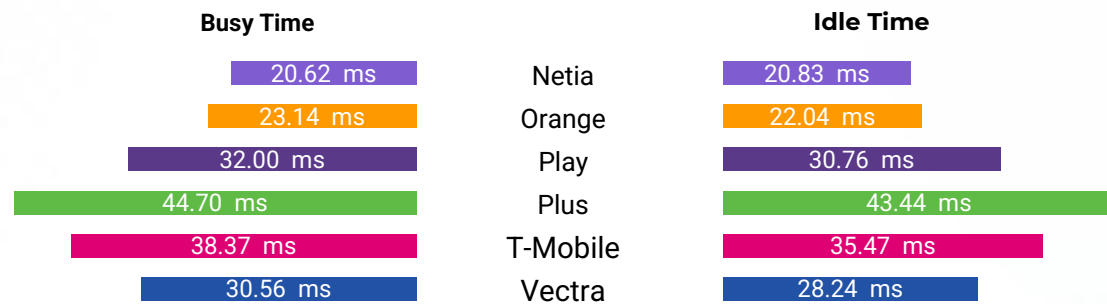 Busy Time Idle Time
20.62 ms Netia 20.83 ms
23.14 ms Orange 22.04 ms
32.00 ms Play 30.76 ms
44.70 ms Plus 43.44 ms
38.37 ms T-Mobile 35.47 ms
30.56 ms Vectra 28.24 ms